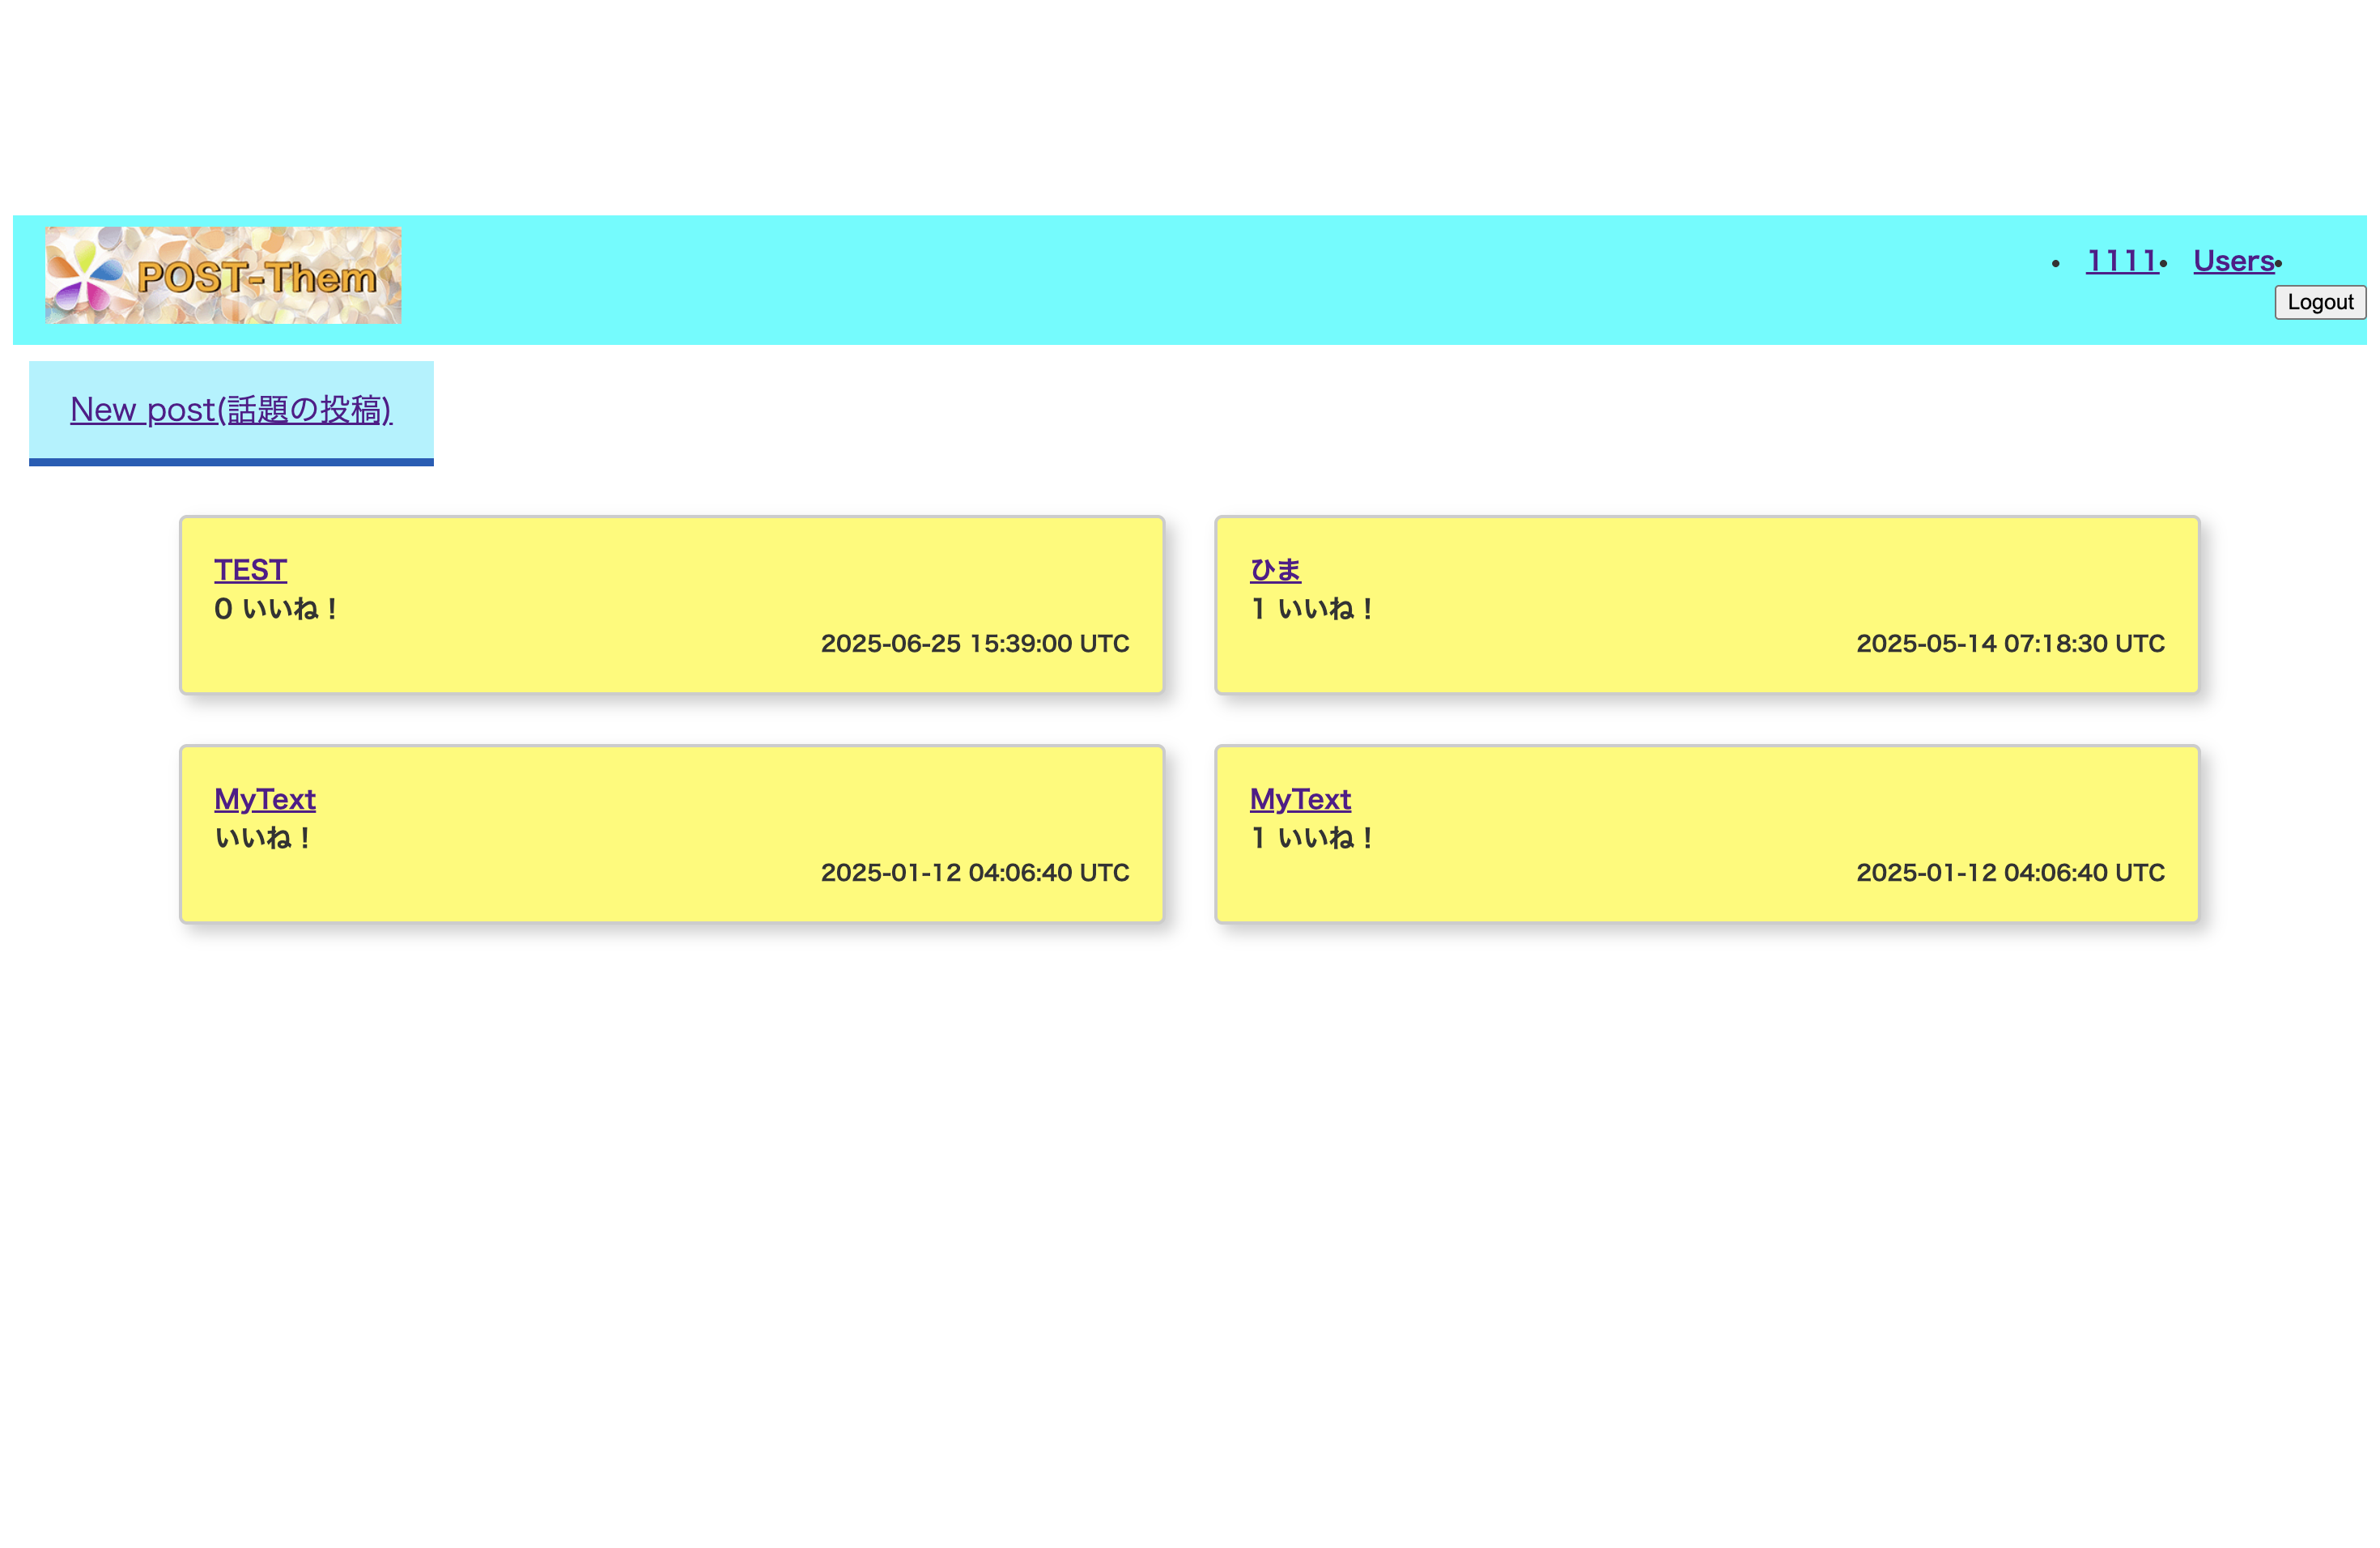 POST-Them
1111
Users
Logout
New post(話題の投稿)
TEST
0 いいね！
2025-06-25 15:39:00 UTC
ひま
1 いいね！
2025-05-14 07:18:30 UTC
MyText
いいね！
2025-01-12 04:06:40 UTC
MyText
1 いいね！
2025-01-12 04:06:40 UTC